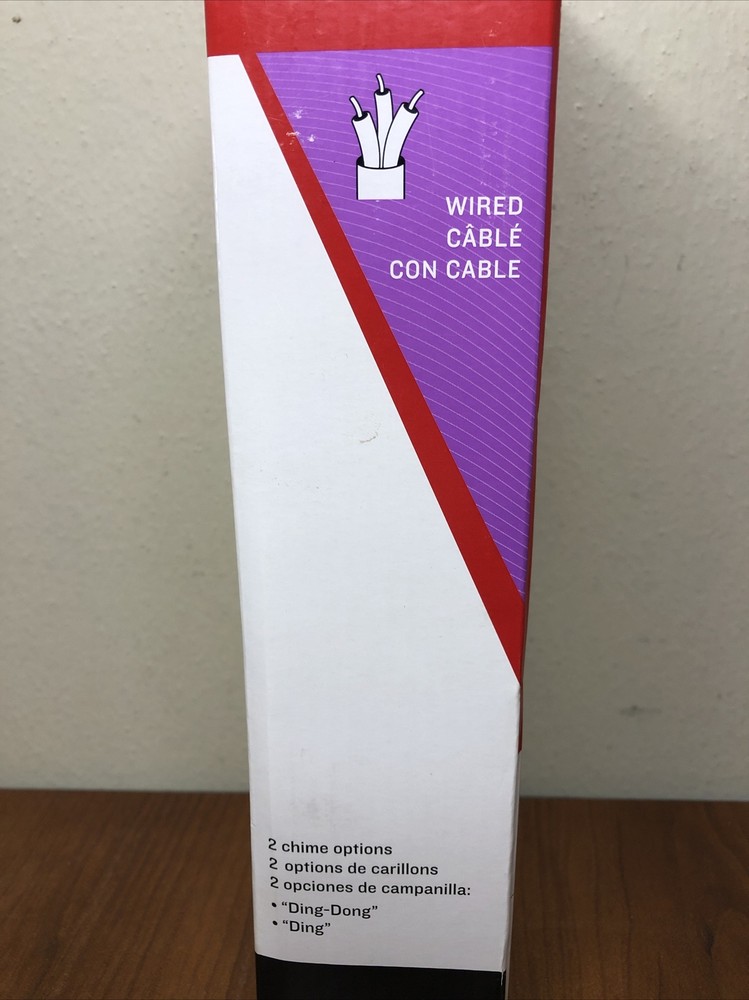 WIRED
CÂBLÉ
CON CABLE
2 chime options
2 options de carillons
2 opciones de campanilla:
• “Ding-Dong”
• “Ding”